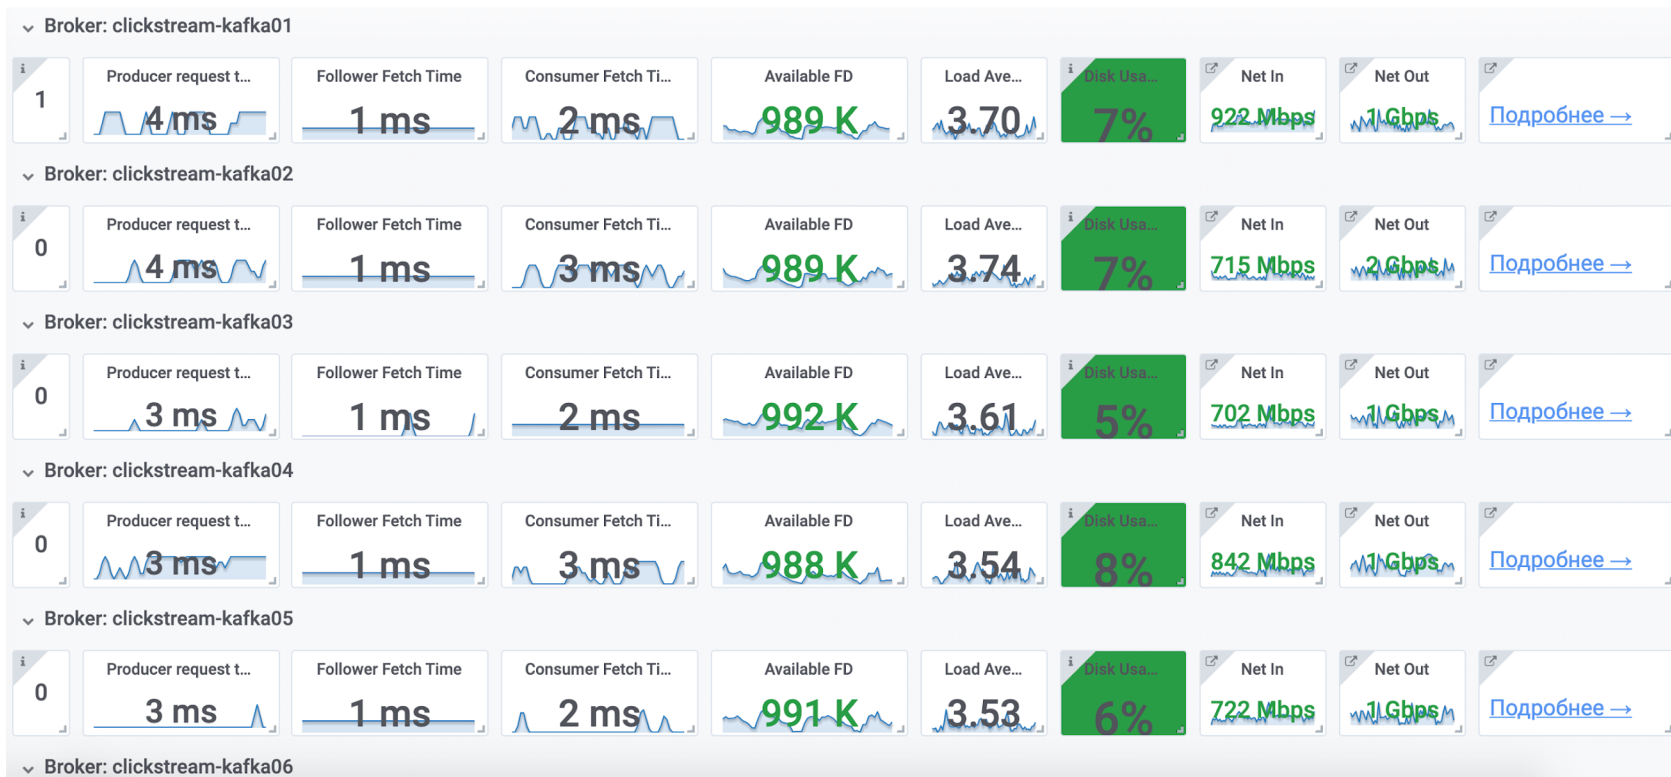 Broker: clickstream-kafka01
Producer request t... Follower Fetch Time Consumer Fetch Ti... Available FD Load Ave... Disk Usa... Net In Net Out
1 4 ms 1 ms 2 ms 989 K 3.70 7% 922 Mbps 1 Gbps Подробнее →
Broker: clickstream-kafka02
Producer request t... Follower Fetch Time Consumer Fetch Ti... Available FD Load Ave... Disk Usa... Net In Net Out
0 4 ms 1 ms 3 ms 989 K 3.74 7% 715 Mbps 2 Gbps Подробнее →
Broker: clickstream-kafka03
Producer request t... Follower Fetch Time Consumer Fetch Ti... Available FD Load Ave... Disk Usa... Net In Net Out
0 3 ms 1 ms 2 ms 992 K 3.61 5% 702 Mbps 1 Gbps Подробнее →
Broker: clickstream-kafka04
Producer request t... Follower Fetch Time Consumer Fetch Ti... Available FD Load Ave... Disk Usa... Net In Net Out
0 3 ms 1 ms 3 ms 988 K 3.54 8% 842 Mbps 1 Gbps Подробнее →
Broker: clickstream-kafka05
Producer request t... Follower Fetch Time Consumer Fetch Ti... Available FD Load Ave... Disk Usa... Net In Net Out
0 3 ms 1 ms 2 ms 991 K 3.53 6% 722 Mbps 1 Gbps Подробнее →
Broker: clickstream-kafka06